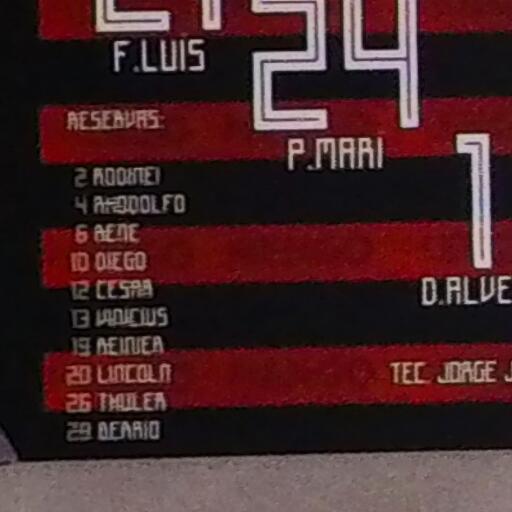 F.LUIS
24
P.MARI
RESERVAS:
2 RODINEI
4 RHODOLFO
6 RENE
10 DIEGO
12 CESAR
13 VINICIUS
19 REINIER
20 LINCOLN
26 THULER
29 BERRIO
1
D.ALVE
TEC JORGE J